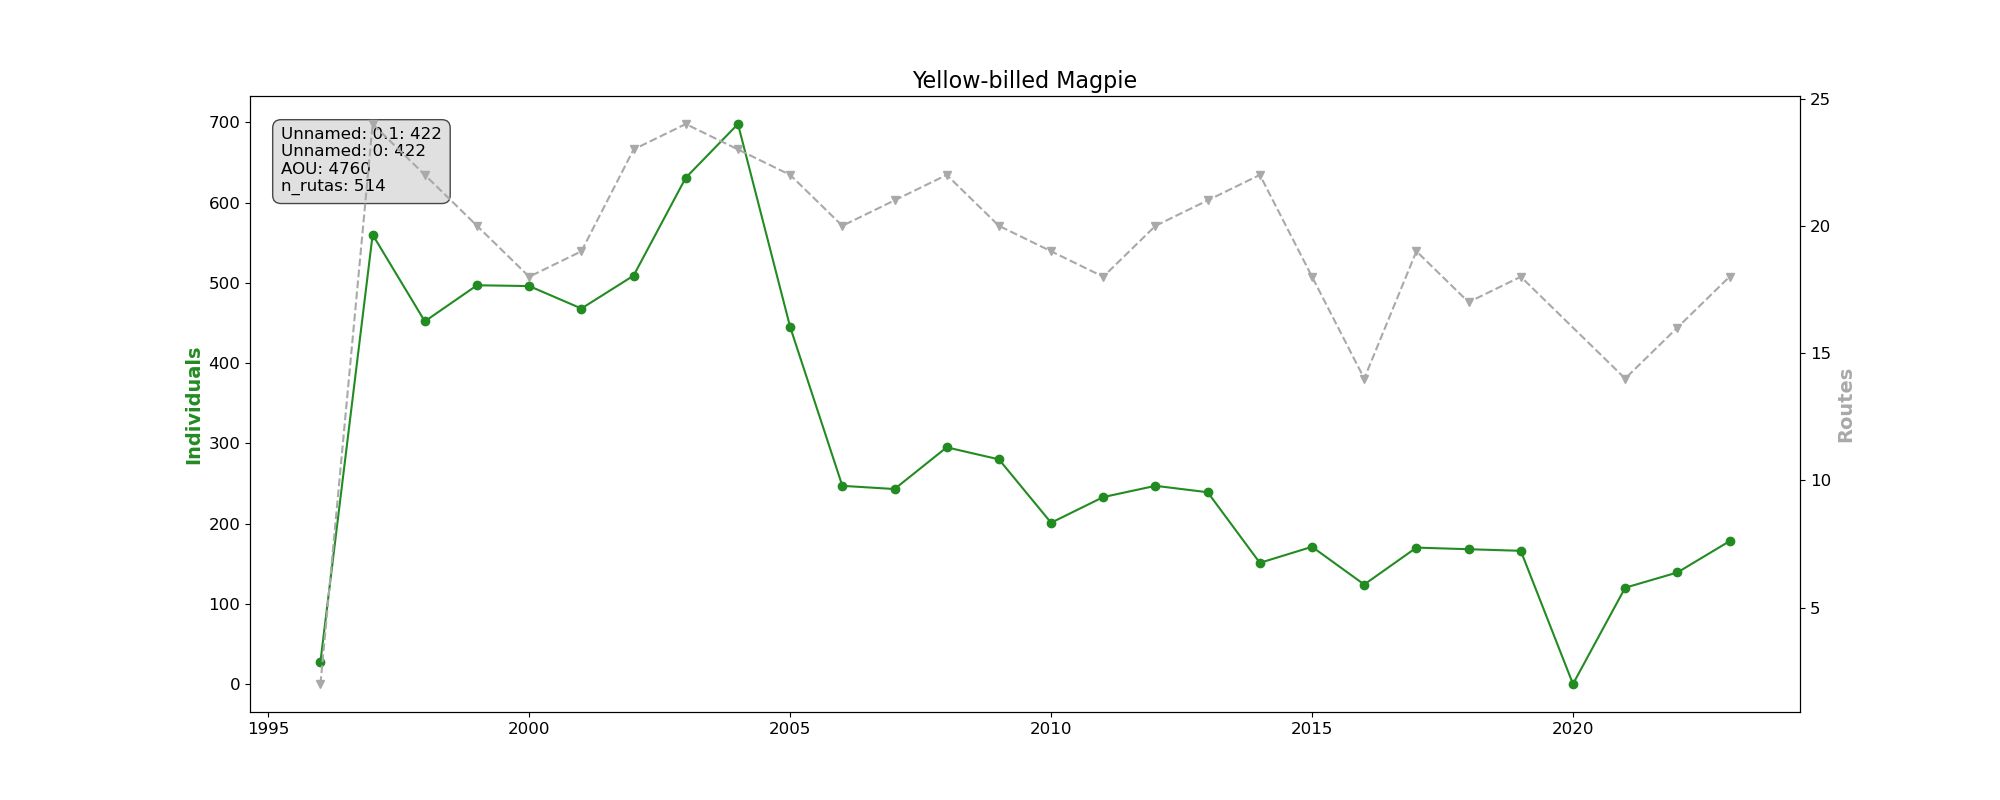 Yellow-billed Magpie
Unnamed: 0.1: 422
Unnamed: 0: 422
AOU: 4760
n_rutas: 514
Individuals
700
600
500
400
300
200
100
0
1995
2000
2005
2010
2015
2020
25
20
15
10
5
Routes